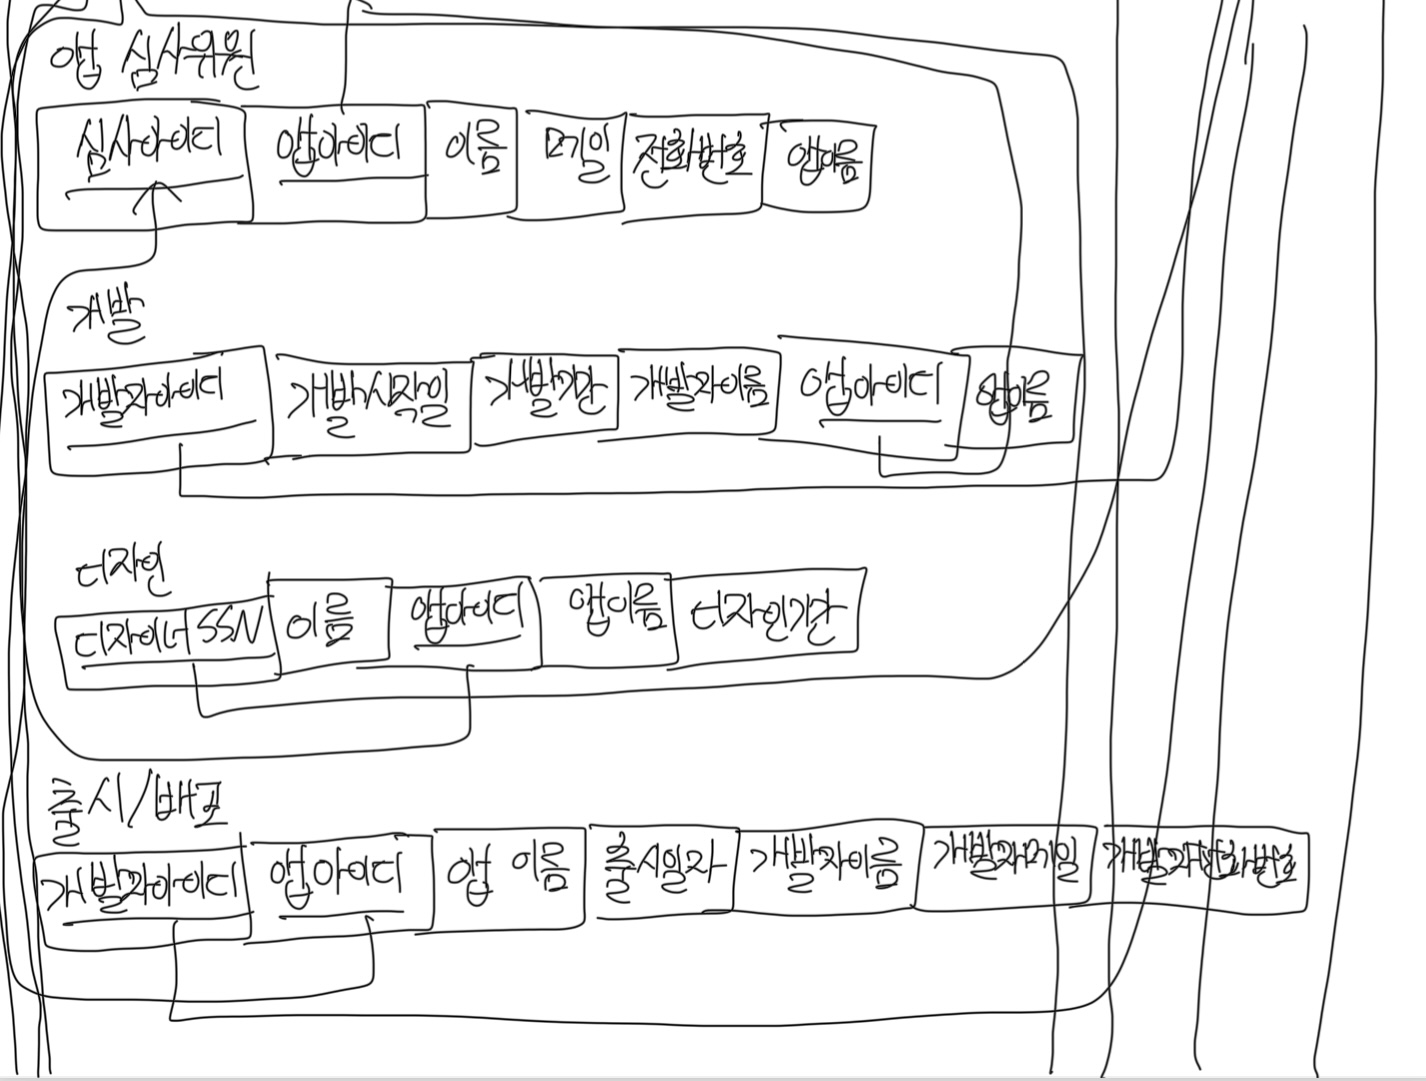 앱 심사위원
심사아이디 앱아이디 이름 메일 전화번호 앱이름
개발
개발자아이디 개발시작일 개발기간 개발자이름 앱아이디 앱이름
디자인
디자이너SSN 이름 앱아이디 앱이름 디자인기간
출시/배포
개발자아이디 앱아이디 앱 이름 출시일자 개발자이름 개발자메일 개발자전화번호